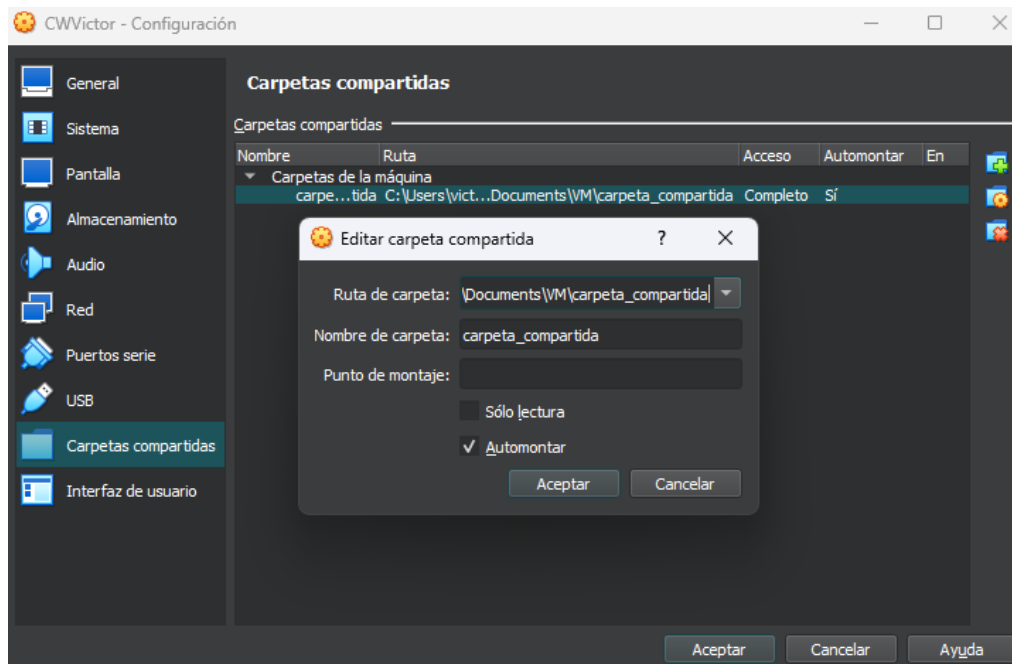 CWVictor - Configuración
General
Sistema
Pantalla
Almacenamiento
Audio
Red
Puertos serie
USB
Carpetas compartidas
Interfaz de usuario
Carpetas compartidas
Carpetas compartidas
Nombre Ruta Acceso Automontar En
Carpetas de la máquina
carpe...tida C:\Users\vict...Documents\VM\carpeta_compartida Completo Sí
Editar carpeta compartida ?
Ruta de carpeta: \Documents\VM\carpeta_compartida
Nombre de carpeta: carpeta_compartida
Punto de montaje:
Sólo lectura
Automontar
Aceptar Cancelar
Aceptar Cancelar Ayuda